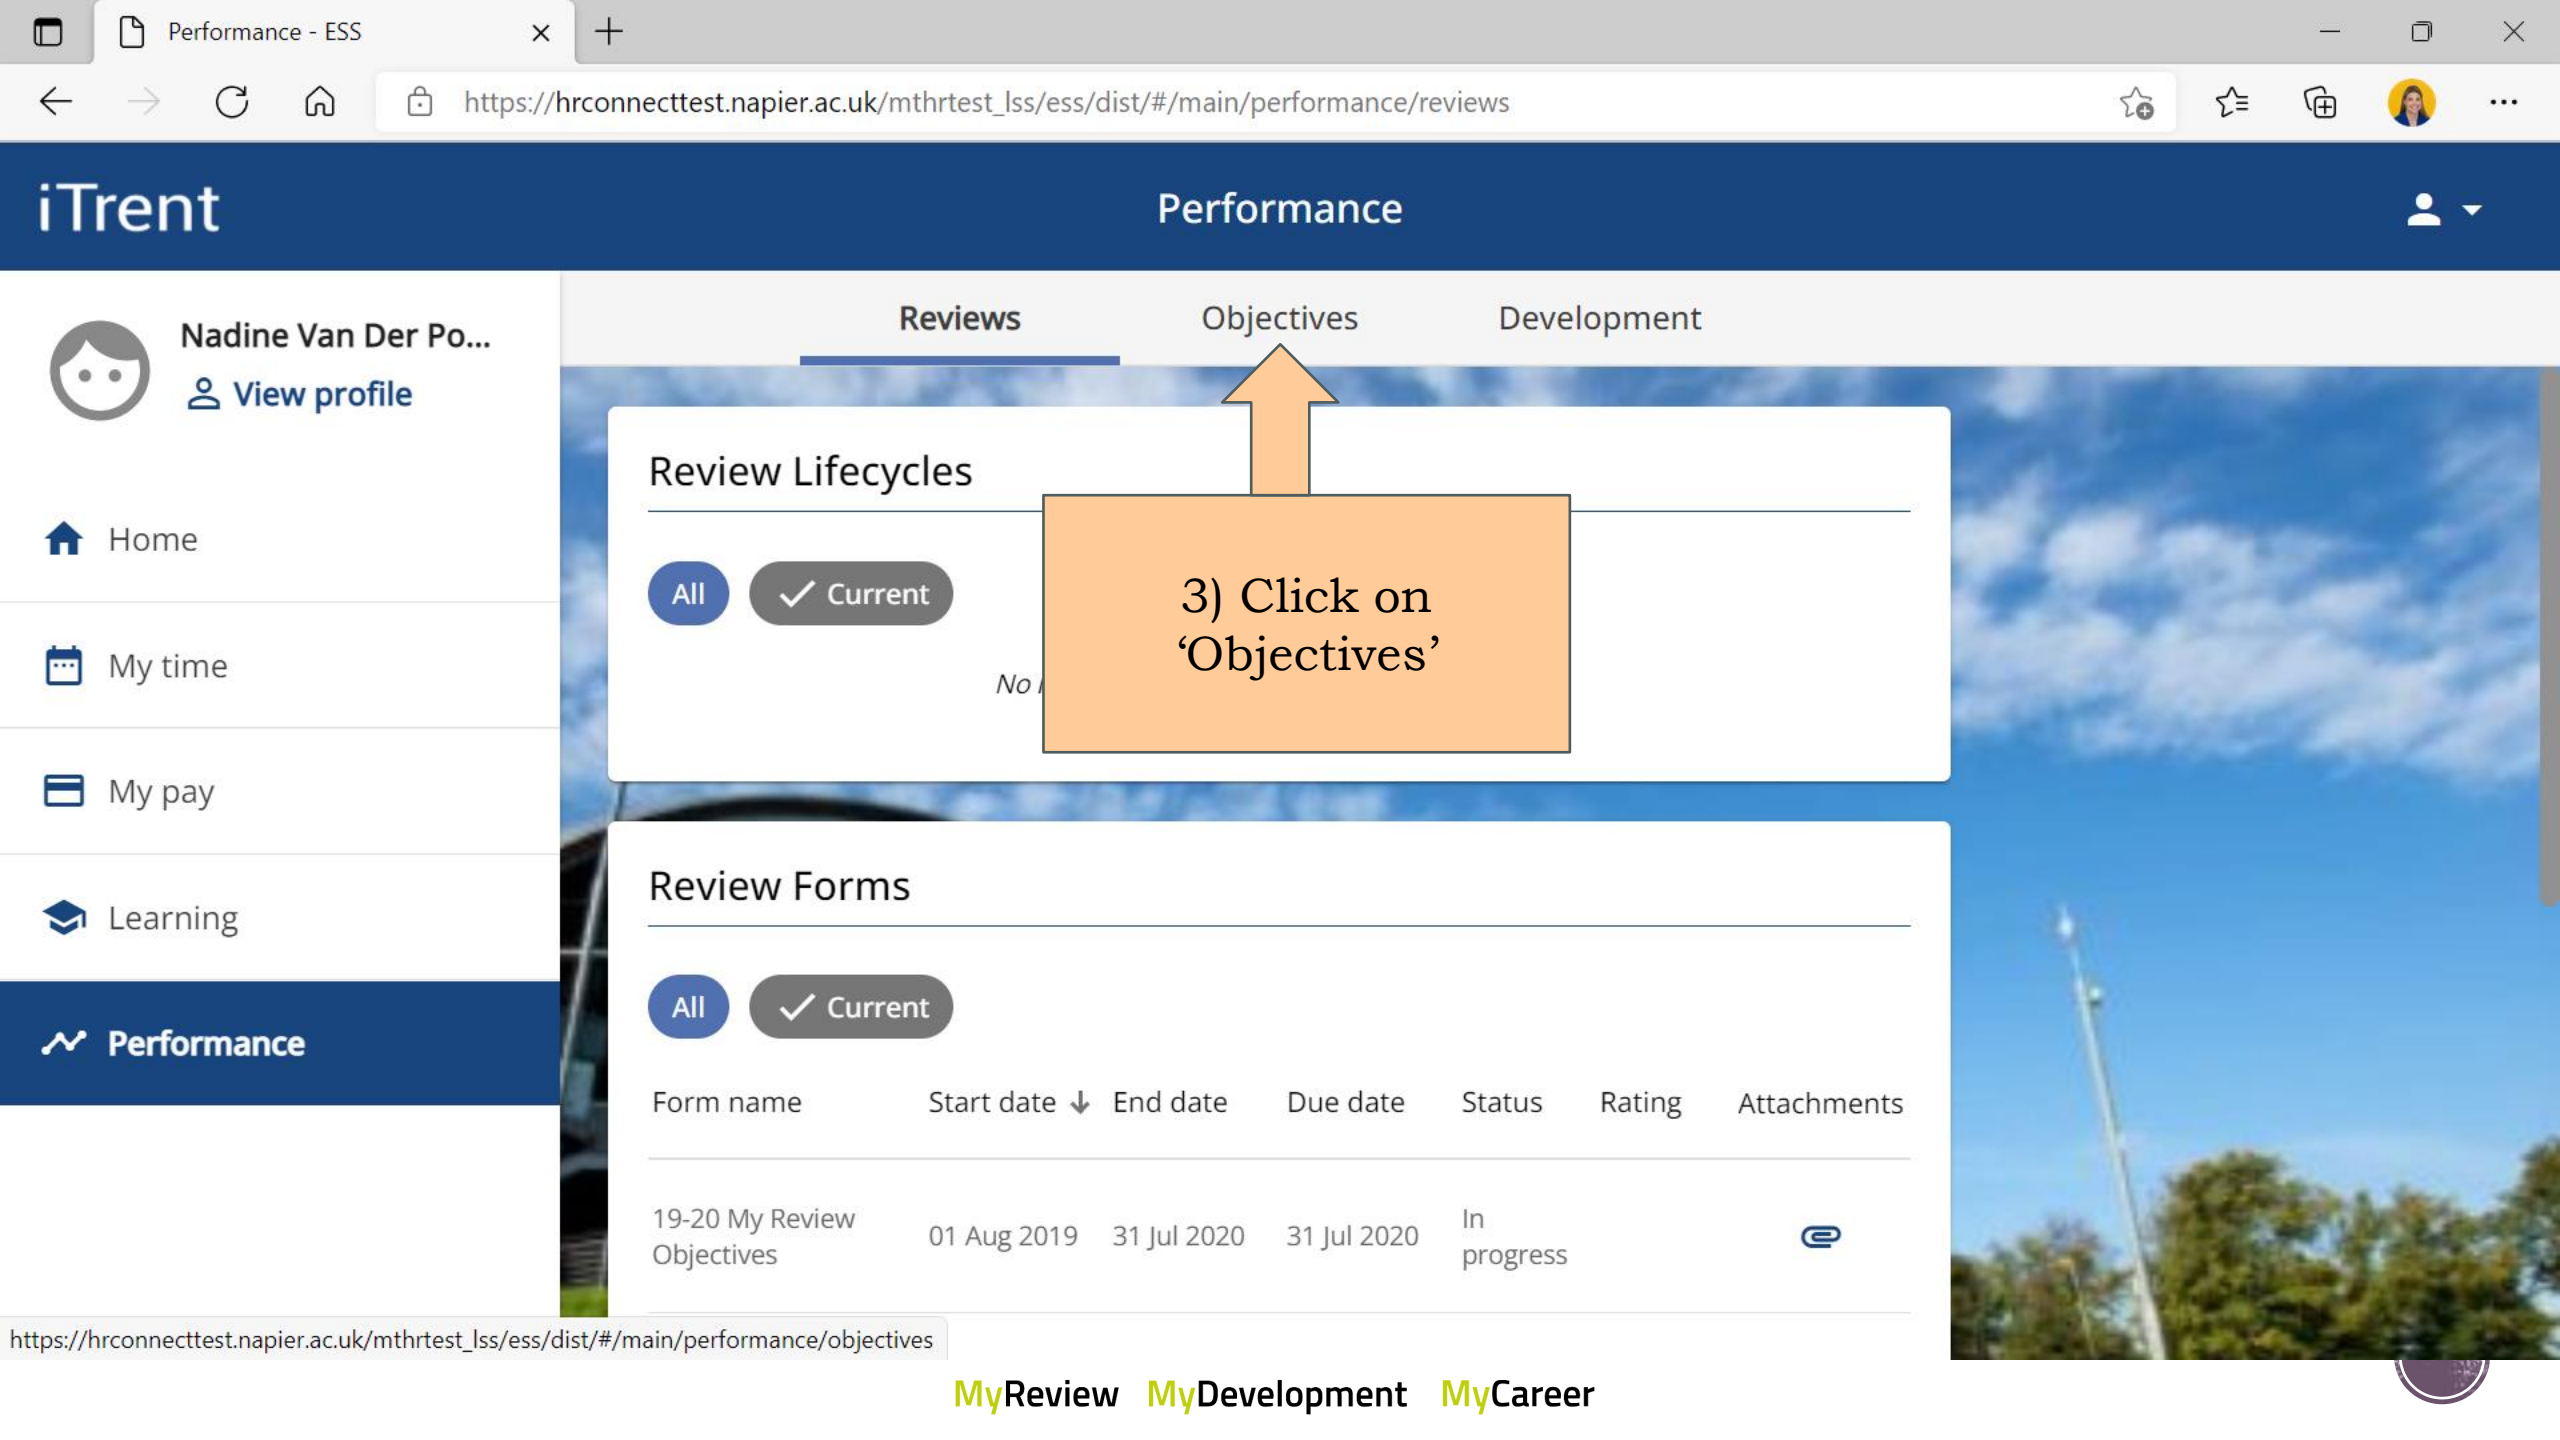 Performance - ESS
https://hrconnecttest.napier.ac.uk/mthrtest_lss/ess/dist/#/main/performance/reviews
iTrent
Performance
Nadine Van Der Po...
View profile
Home
My time
My pay
Learning
Performance
Reviews Objectives Development
Review Lifecycles
All Current
No
3) Click on
‘Objectives’
Review Forms
All Current
Form name Start date End date Due date Status Rating Attachments
19-20 My Review
Objectives
01 Aug 2019 31 Jul 2020 31 Jul 2020
In
progress
https://hrconnecttest.napier.ac.uk/mthrtest_lss/ess/dist/#/main/performance/objectives
MyReview MyDevelopment MyCareer